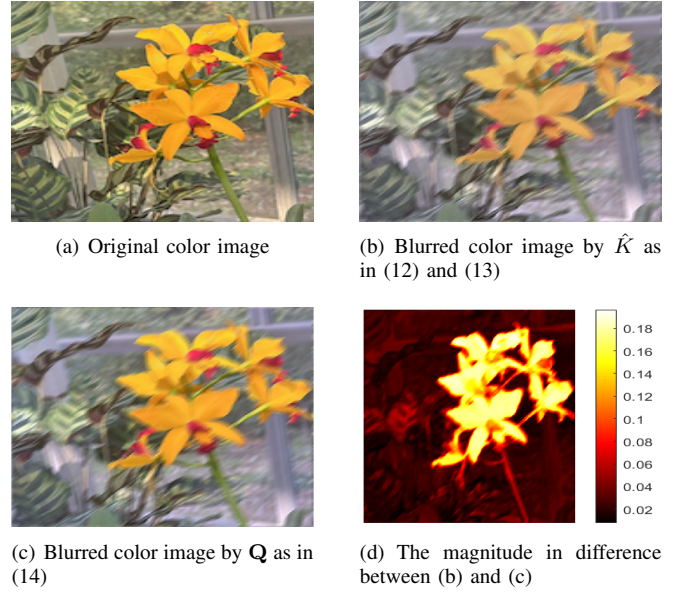 (a) Original color image
(b) Blurred color image by K̂ as
in (12) and (13)
0.18
0.16
0.14
0.12
0.1
0.08
0.06
0.04
0.02
(c) Blurred color image by Q as in
(14)
(d) The magnitude in difference
between (b) and (c)